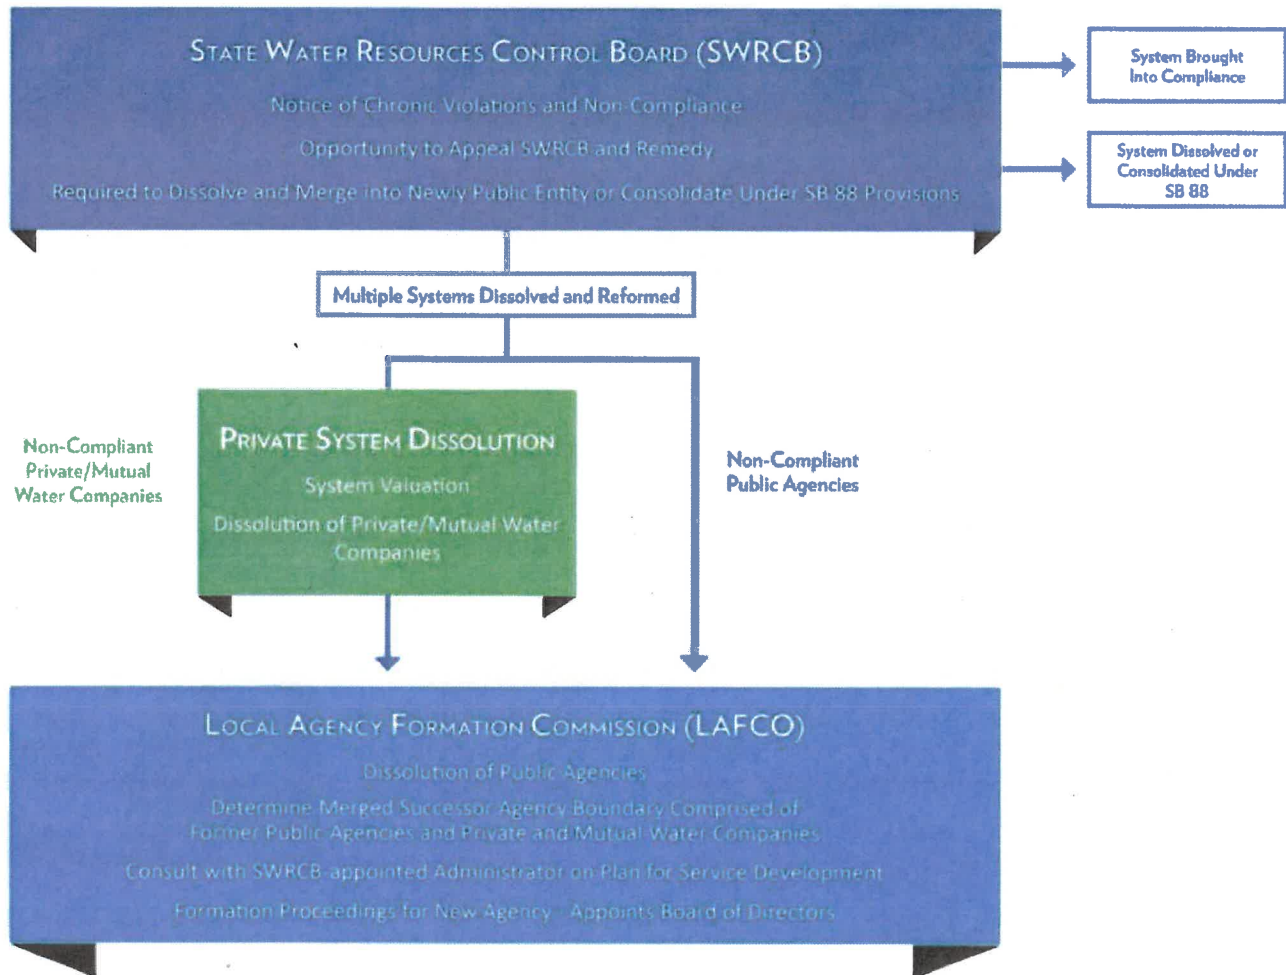 STATE WATER RESOURCES CONTROL BOARD (SWRCB)
Notice of Chronic Violations and Non-Compliance
Opportunity to Appeal SWRCB and Remedy
Required to Dissolve and Merge into Newly Public Entity or Consolidate Under SB 88 Provisions
System Brought
Into Compliance
System Dissolved or
Consolidated Under
SB 88
Multiple Systems Dissolved and Reformed
Non-Compliant
Private/Mutual
Water Companies
PRIVATE SYSTEM DISSOLUTION
System Valuation
Dissolution of Private/Mutual Water
Companies
Non-Compliant
Public Agencies
LOCAL AGENCY FORMATION COMMISSION (LAFCO)
Dissolution of Public Agencies
Determine Merged Successor Agency Boundary Comprised of
Former Public Agencies and Private and Mutual Water Companies
Consult with SWRCB-appointed Administrator on Plan for Service Development
Formation Proceedings for New Agency - Appoints Board of Directors